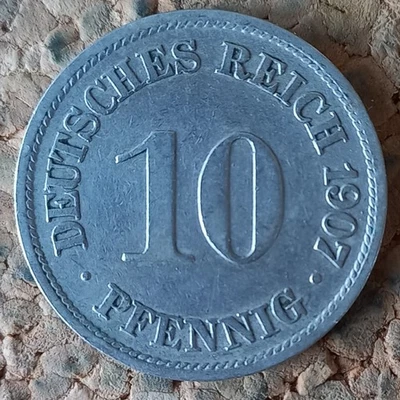 DEUTSCHES REICH 1907
10
· PFENNIG ·